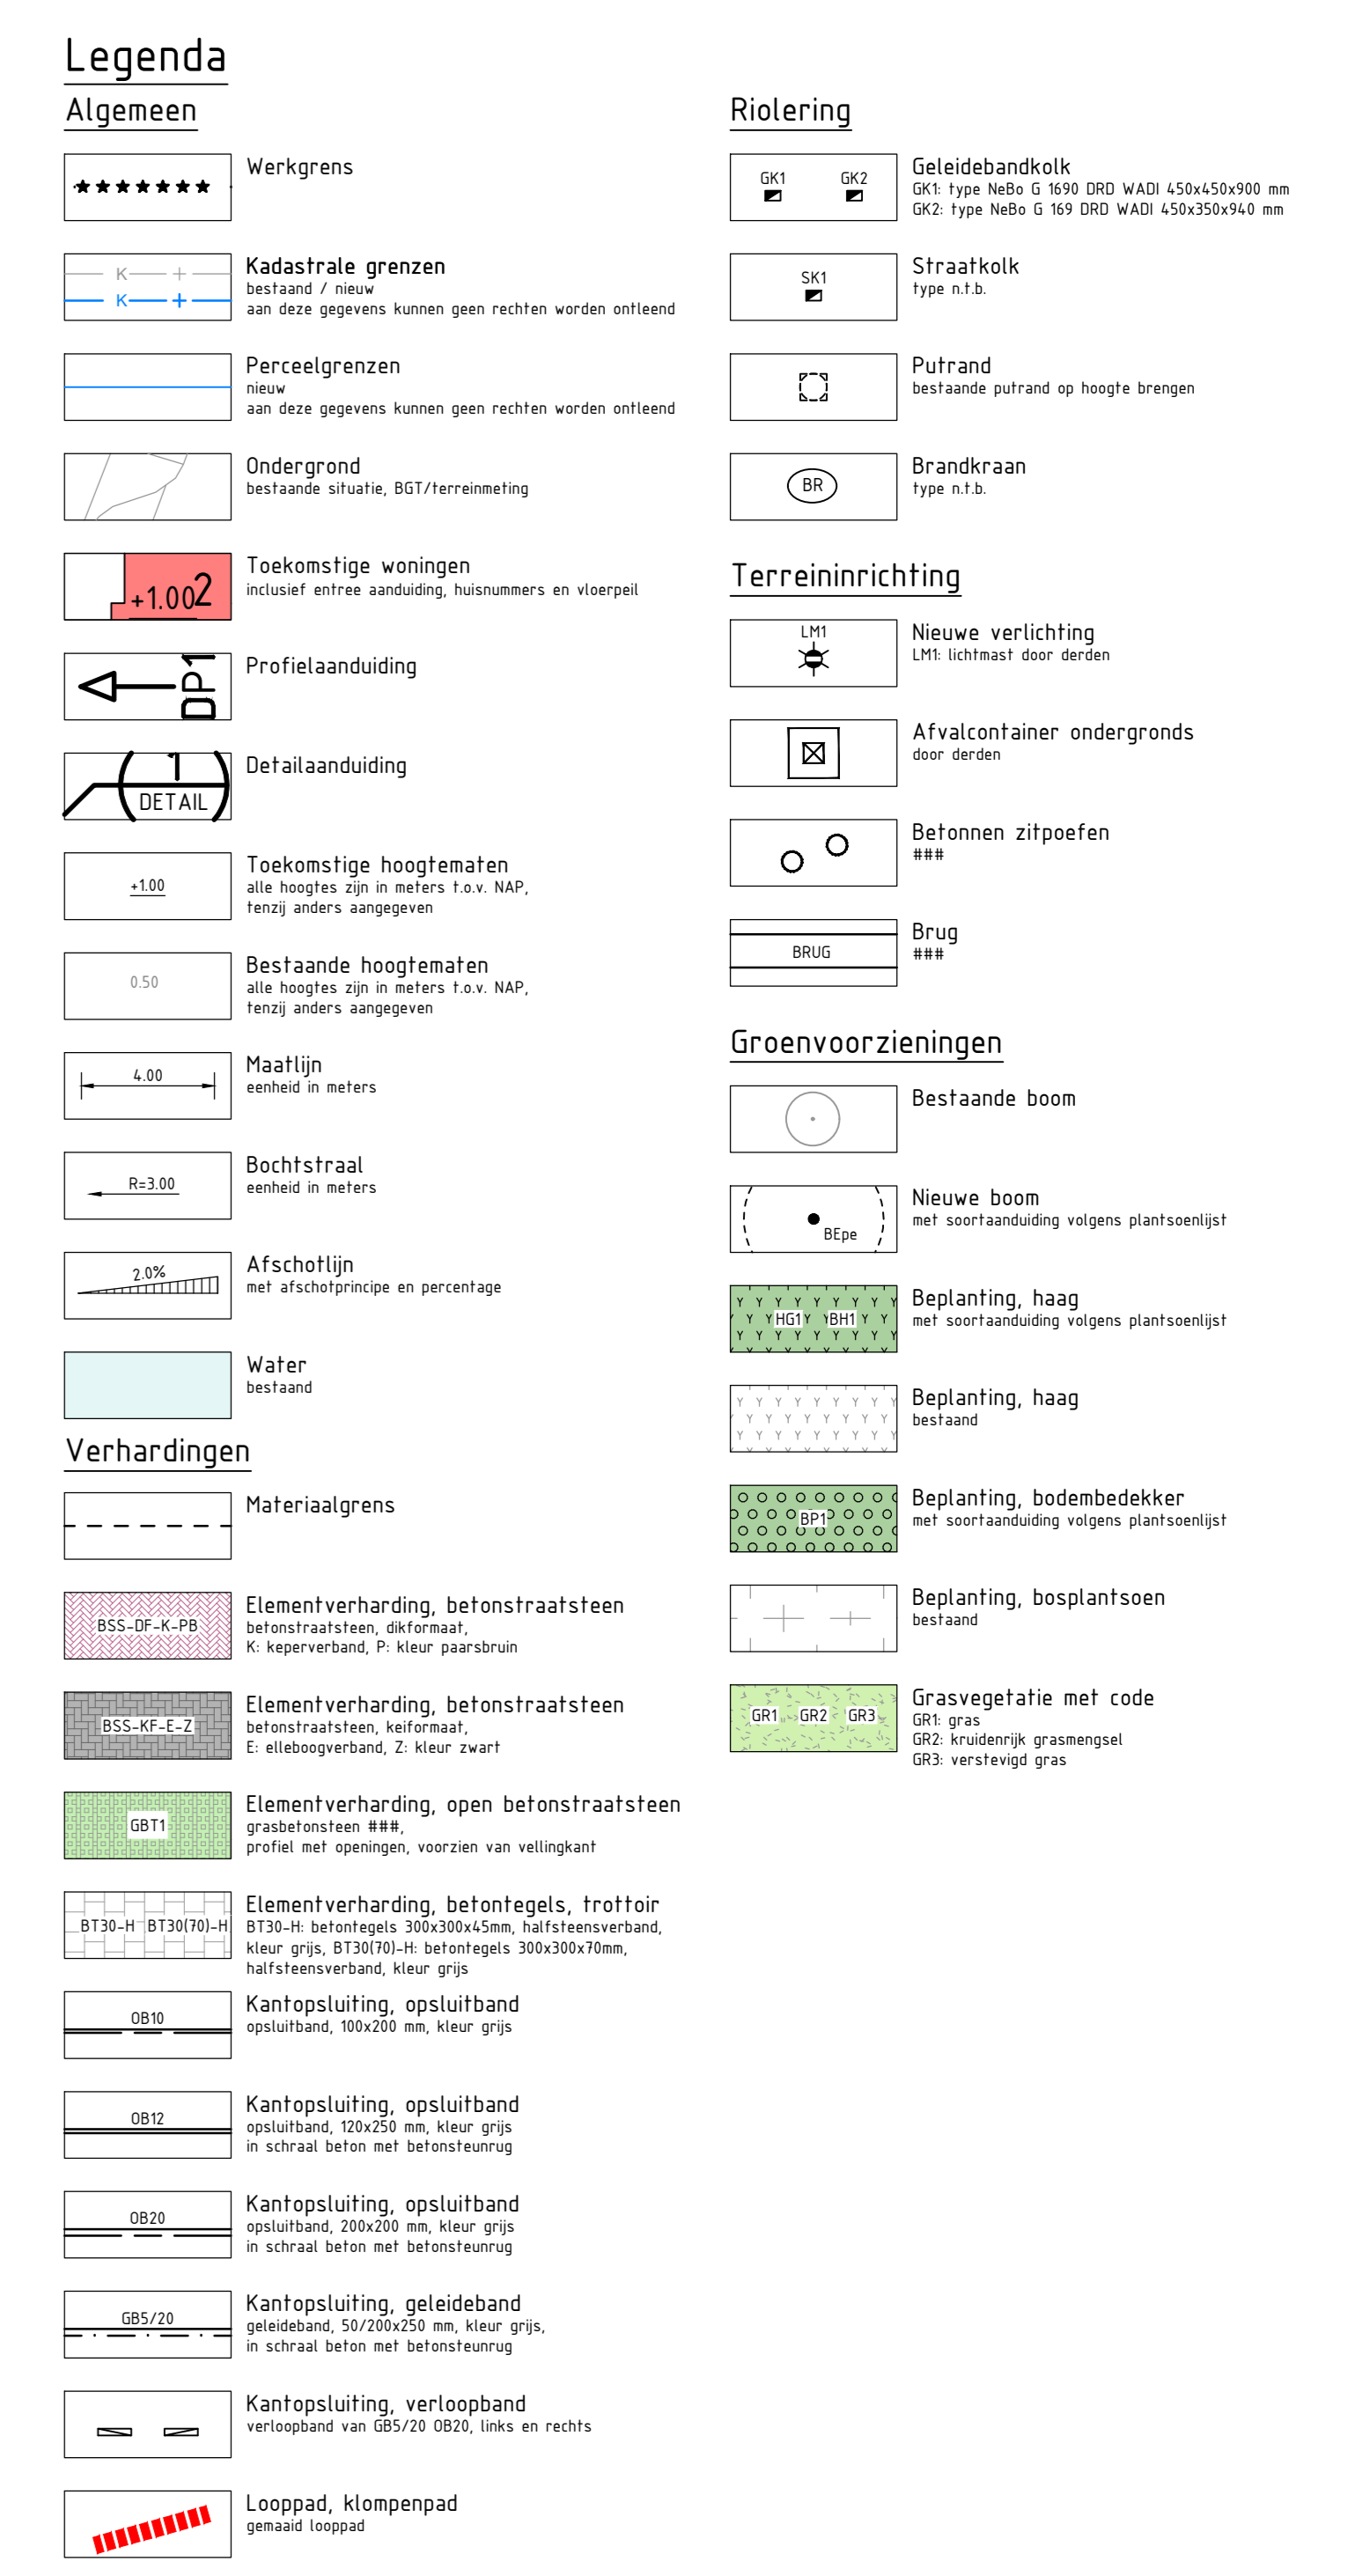 Legenda
Algemeen
Werkgrens
K
K
Kadastrale grenzen
bestaand / nieuw
aan deze gegevens kunnen geen rechten worden ontleend
Perceelgrenzen
nieuw
aan deze gegevens kunnen geen rechten worden ontleend
Ondergrond
bestaande situatie, BGT/terreinmeting
+1.00 2
Toekomstige woningen
inclusief entree aanduiding, huisnummers en vloerpeil
DP1
Profielaanduiding
1
DETAIL
Detailaanduiding
+1.00
Toekomstige hoogtematen
alle hoogtes zijn in meters t.o.v. NAP,
tenzij anders aangegeven
0.50
Bestaande hoogtematen
alle hoogtes zijn in meters t.o.v. NAP,
tenzij anders aangegeven
4.00
Maatlijn
eenheid in meters
R=3.00
Bochtstraal
eenheid in meters
2.0%
Afschotlijn
met afschotprincipe en percentage
Water
bestaand
Verhardingen
Materiaalgrens
BSS-DF-K-PB
Elementverharding, betonstraatsteen
betonstraatsteen, dikformaat,
K: keperverband, P: kleur paarsbruin
BSS-KF-E-Z
Elementverharding, betonstraatsteen
betonstraatsteen, keiformaat,
E: elleboogverband, Z: kleur zwart
GBT1
Elementverharding, open betonstraatsteen
grasbetonsteen ###,
profiel met openingen, voorzien van vellingkant
BT30-H BT30(70)-H
Elementverharding, betontegels, trottoir
BT30-H: betontegels 300x300x45mm, halfsteensverband,
kleur grijs, BT30(70)-H: betontegels 300x300x70mm,
halfsteensverband, kleur grijs
OB10
Kantopsluiting, opsluitband
opsluitband, 100x200 mm, kleur grijs
OB12
Kantopsluiting, opsluitband
opsluitband, 120x250 mm, kleur grijs
in schraal beton met betonsteunrug
OB20
Kantopsluiting, opsluitband
opsluitband, 200x200 mm, kleur grijs
in schraal beton met betonsteunrug
GB5/20
Kantopsluiting, geleideband
geleideband, 50/200x250 mm, kleur grijs,
in schraal beton met betonsteunrug
Kantopsluiting, verloopband
verloopband van GB5/20 OB20, links en rechts
Looppad, klompenpad
gemaaid looppad
Riolering
GK1 GK2
Geleidebandkolk
GK1: type NeBo G 1690 DRD WADI 450x450x900 mm
GK2: type NeBo G 169 DRD WADI 450x350x940 mm
SK1
Straatkolk
type n.t.b.
Putrand
bestaande putrand op hoogte brengen
BR
Brandkraan
type n.t.b.
Terreininrichting
LM1
Nieuwe verlichting
LM1: lichtmast door derden
Afvalcontainer ondergronds
door derden
Betonnen zitpoefen
###
BRUG
Brug
###
Groenvoorzieningen
Bestaande boom
BEpe
Nieuwe boom
met soortaanduiding volgens plantsoenlijst
HG1 BH1
Beplanting, haag
met soortaanduiding volgens plantsoenlijst
Beplanting, haag
bestaand
BP1
Beplanting, bodembedekker
met soortaanduiding volgens plantsoenlijst
Beplanting, bosplantsoen
bestaand
GR1 GR2 GR3
Grasvegetatie met code
GR1: gras
GR2: kruidenrijk grasmengsel
GR3: verstevigd gras